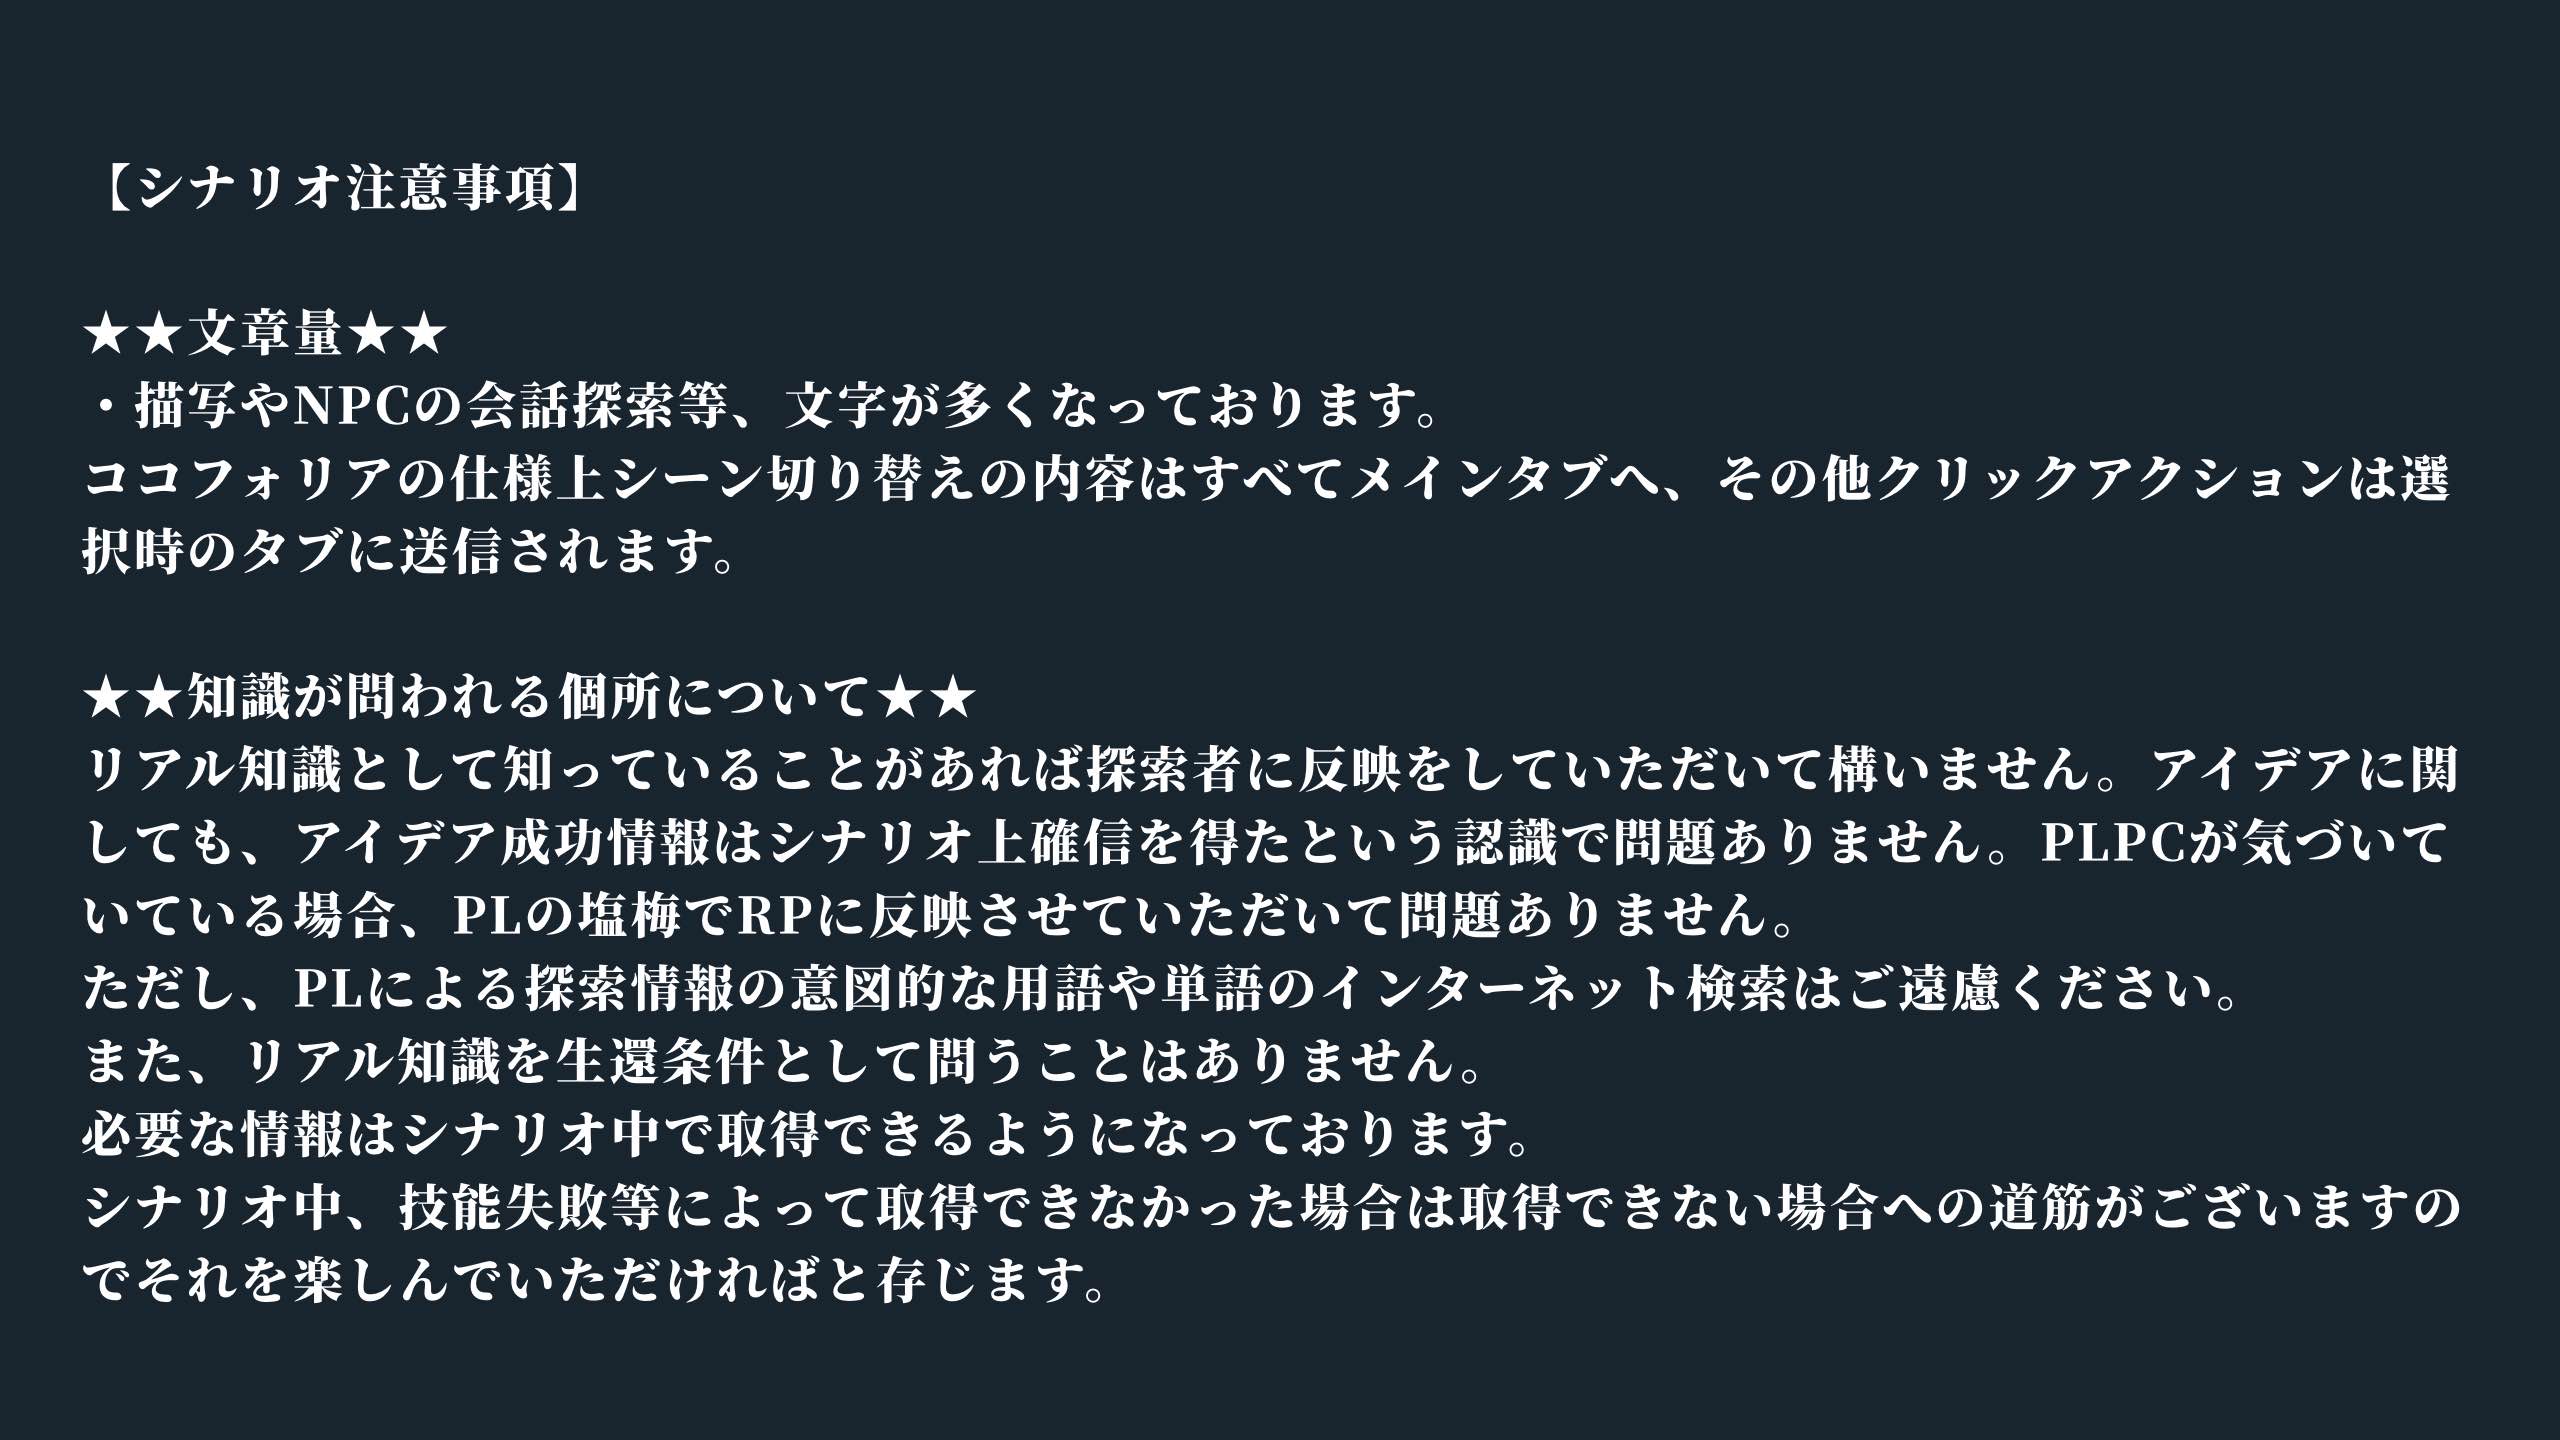 【シナリオ注意事項】
★★文章量★★
・描写やNPCの会話探索等、文字が多くなっております。
ココフォリアの仕様上シーン切り替えの内容はすべてメインタブへ、その他クリックアクションは選
択時のタブに送信されます。
★★知識が問われる個所について★★
リアル知識として知っていることがあれば探索者に反映をしていただいて構いません。アイデアに関
しても、アイデア成功情報はシナリオ上確信を得たという認識で問題ありません。PLPCが気づいて
いている場合、PLの塩梅でRPに反映させていただいて問題ありません。
ただし、PLによる探索情報の意図的な用語や単語のインターネット検索はご遠慮ください。
また、リアル知識を生還条件として問うことはありません。
必要な情報はシナリオ中で取得できるようになっております。
シナリオ中、技能失敗等によって取得できなかった場合は取得できない場合への道筋がございますの
でそれを楽しんでいただければと存じます。